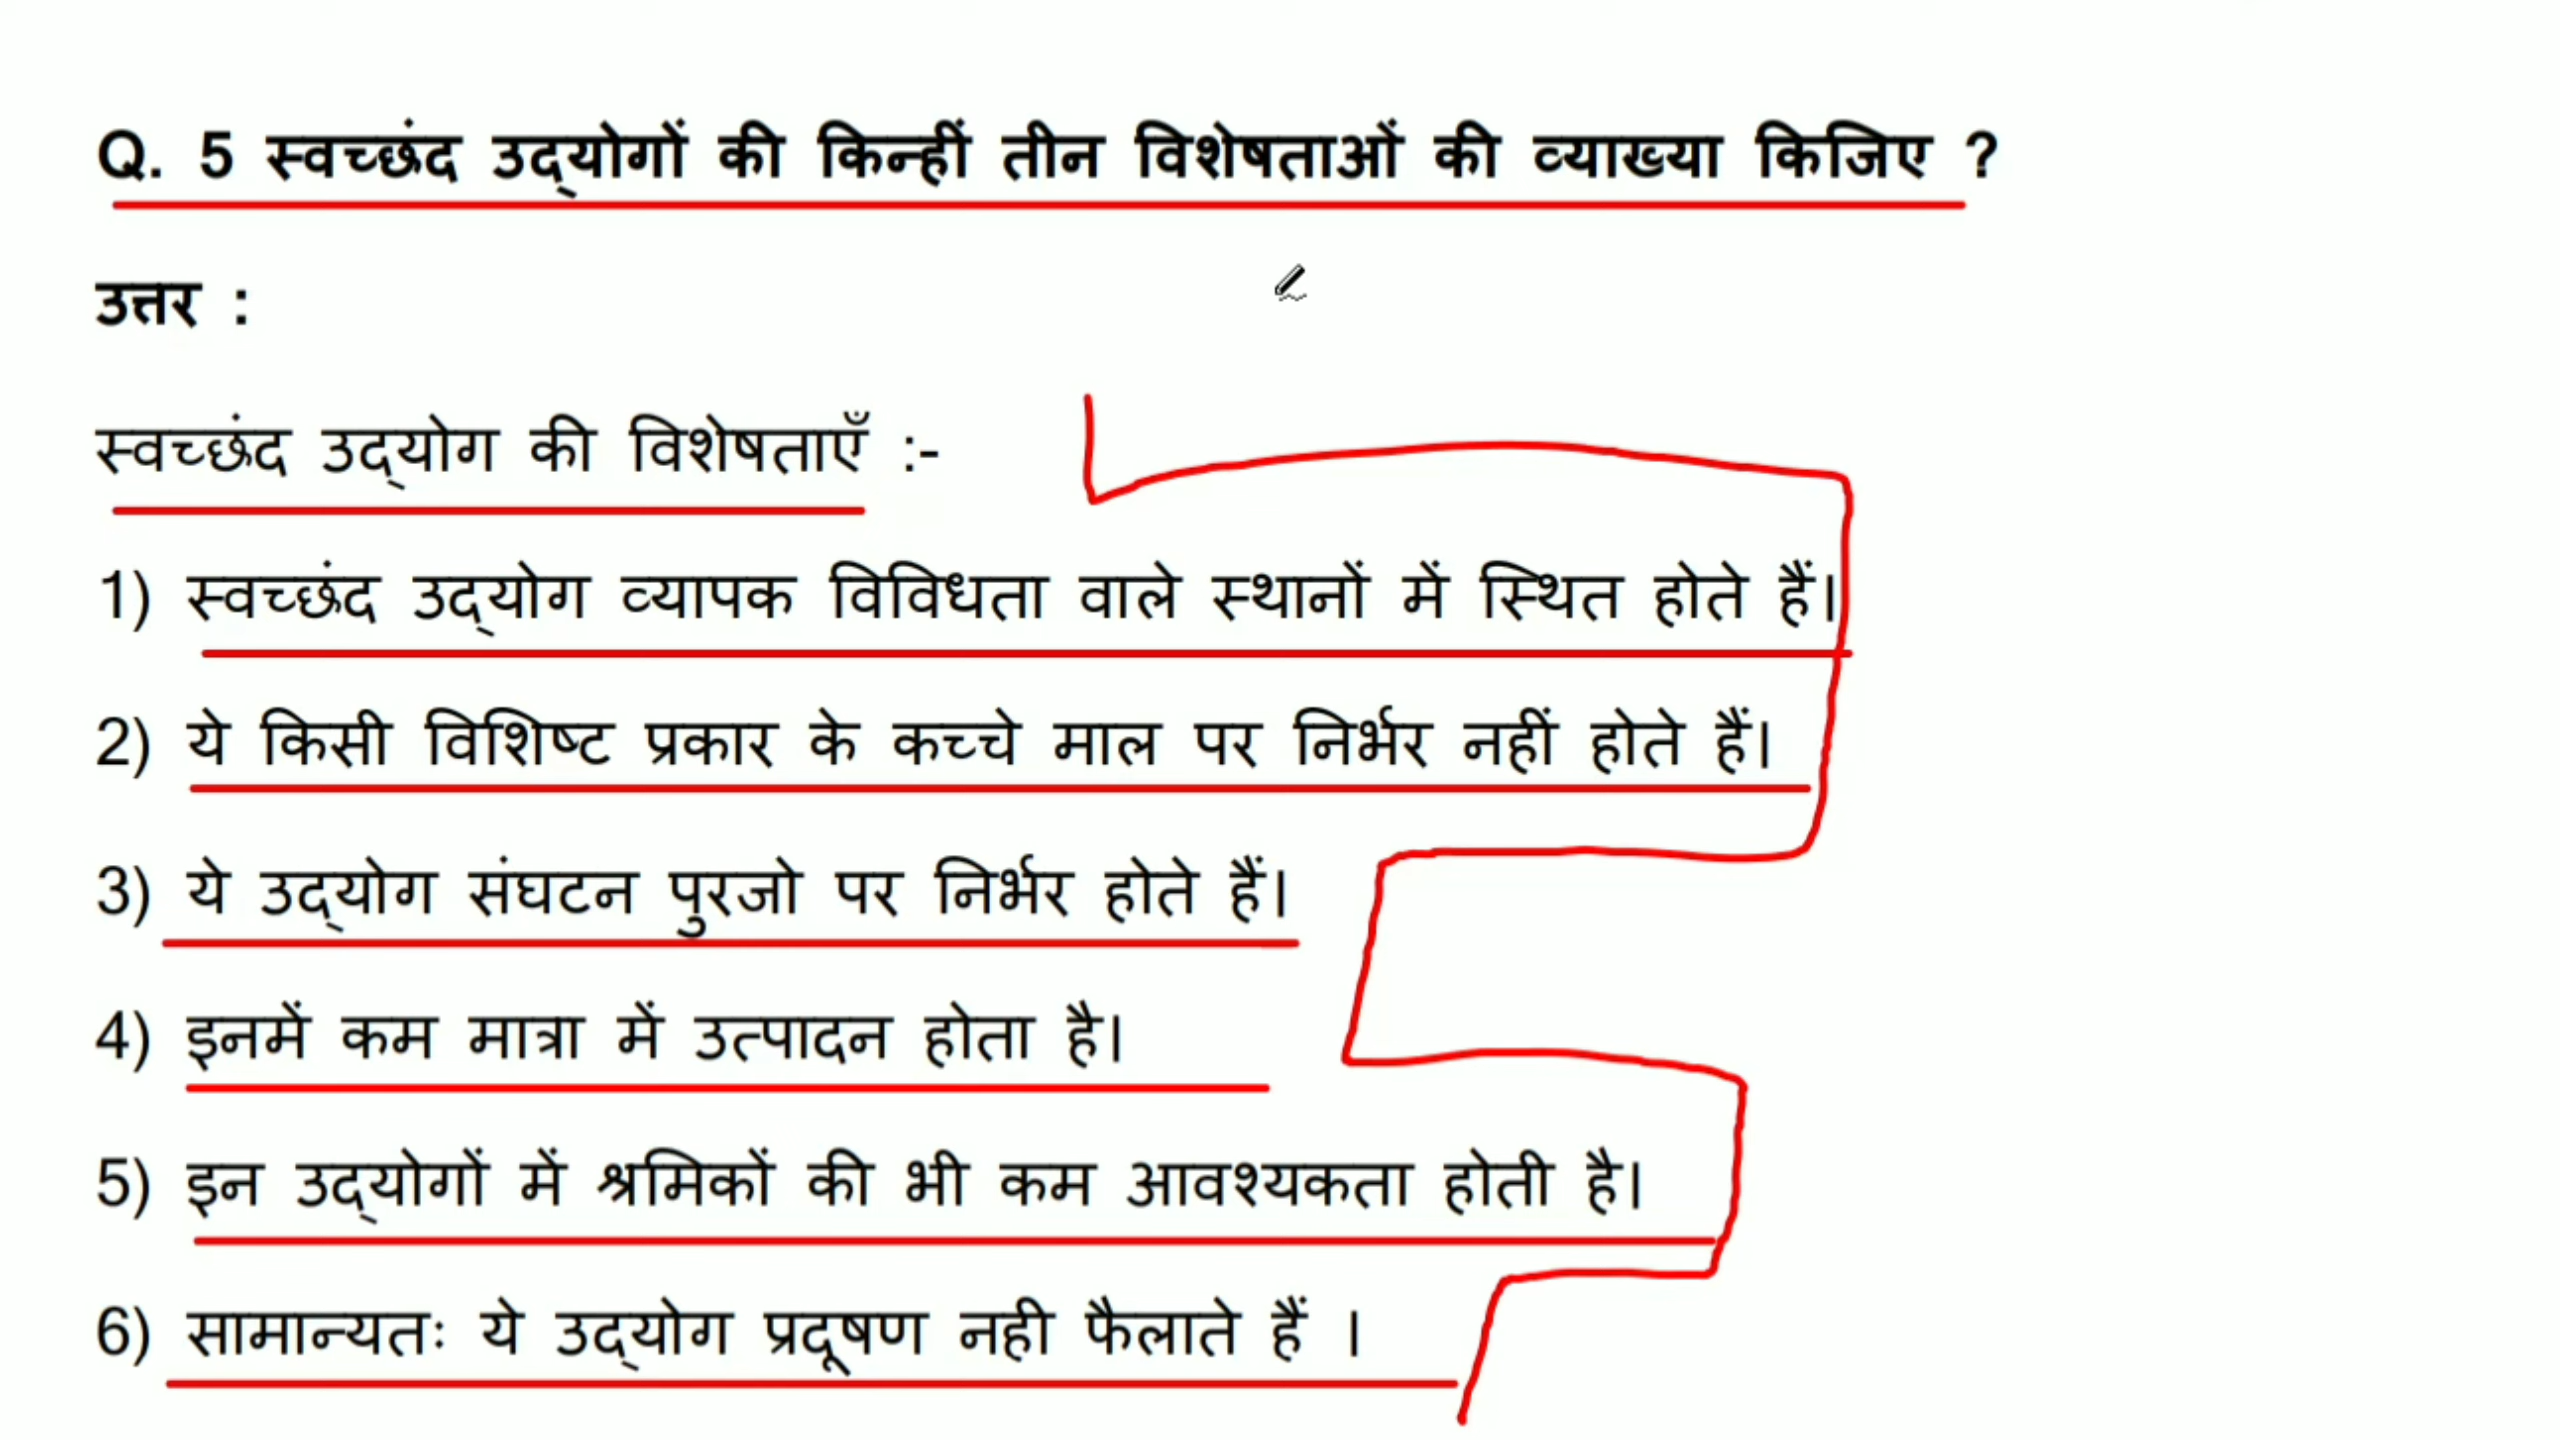 Q. 5 स्वच्छंद उद्योगों की किन्हीं तीन विशेषताओं की व्याख्या किजिए ?
उत्तर :
स्वच्छंद उद्योग की विशेषताएँ :-
1) स्वच्छंद उद्योग व्यापक विविधता वाले स्थानों में स्थित होते हैं।
2) ये किसी विशिष्ट प्रकार के कच्चे माल पर निर्भर नहीं होते हैं।
3) ये उद्योग संघटन पुरजो पर निर्भर होते हैं।
4) इनमें कम मात्रा में उत्पादन होता है।
5) इन उद्योगों में श्रमिकों की भी कम आवश्यकता होती है।
6) सामान्यतः ये उद्योग प्रदूषण नही फैलाते हैं ।